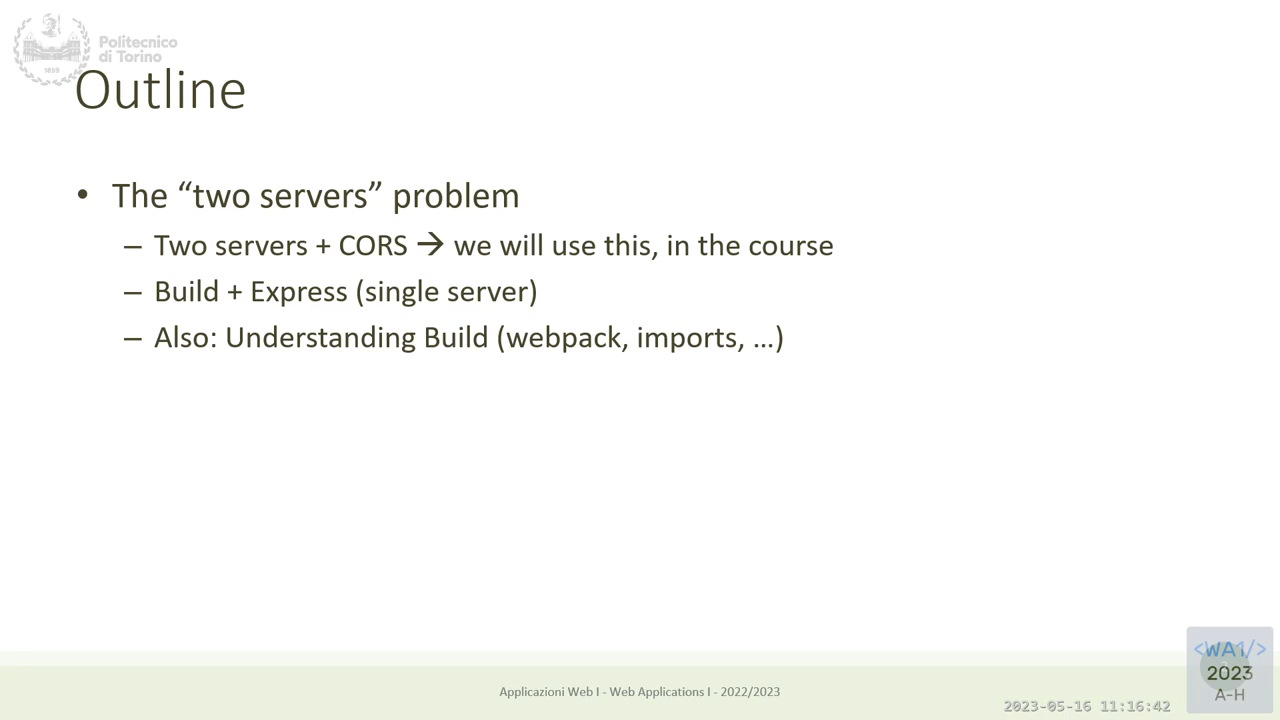 Politecnico
di Torino
1859
Outline
• The “two servers” problem
– Two servers + CORS → we will use this, in the course
– Build + Express (single server)
– Also: Understanding Build (webpack, imports, …)
Applicazioni Web I - Web Applications I - 2022/2023
2023-05-16 11:16:42
<WA1/>
2023
A-H